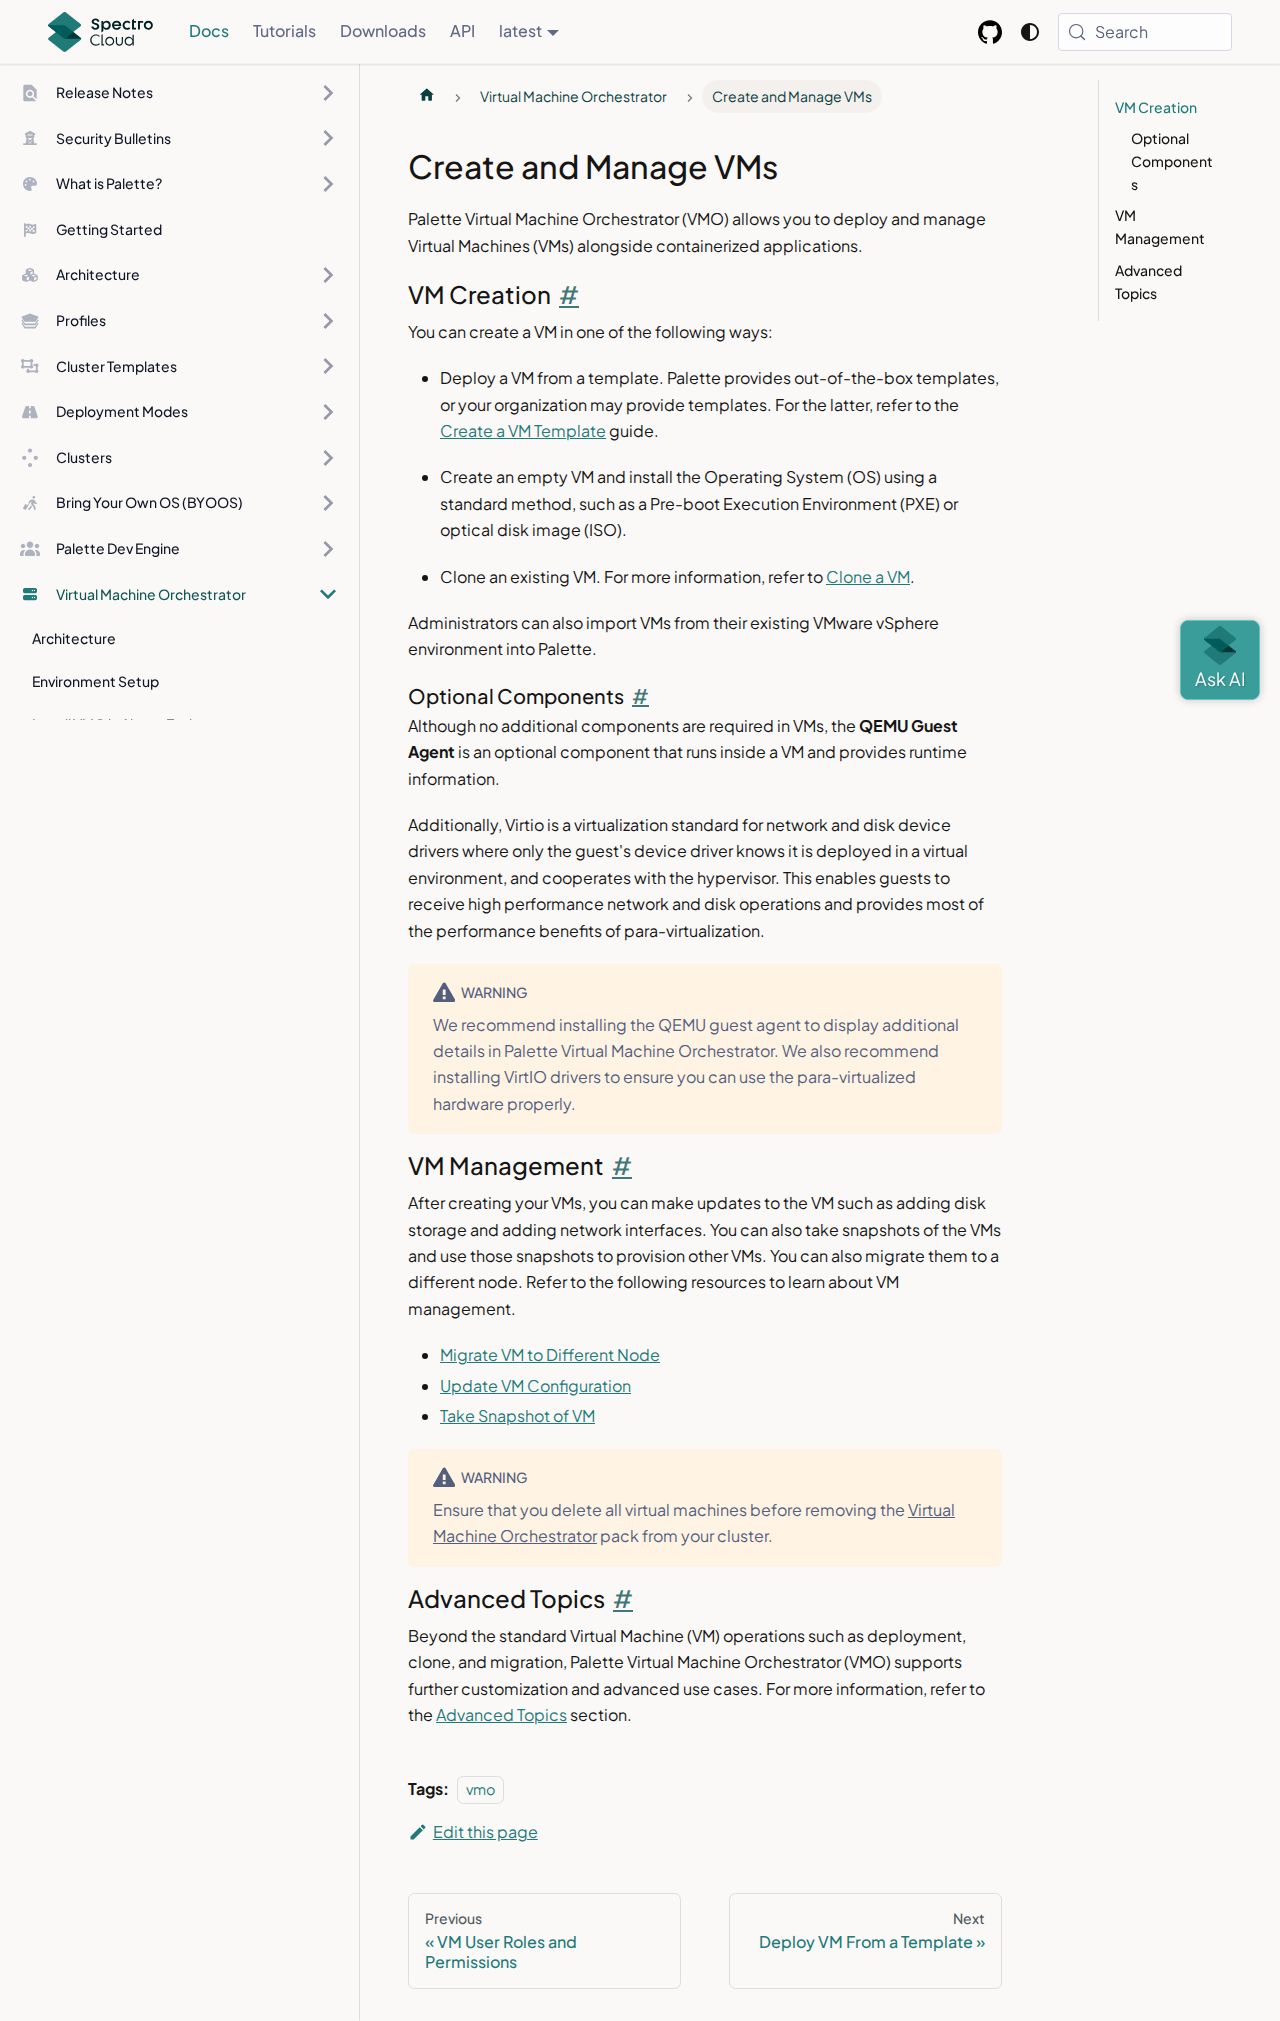 Spectro Cloud
Docs
Tutorials
Downloads
API
latest
Search
Release Notes
Security Bulletins
What is Palette?
Getting Started
Architecture
Profiles
Cluster Templates
Deployment Modes
Clusters
Bring Your Own OS (BYOOS)
Palette Dev Engine
Virtual Machine Orchestrator
Architecture
Environment Setup
Virtual Machine Orchestrator
Create and Manage VMs
Create and Manage VMs
Palette Virtual Machine Orchestrator (VMO) allows you to deploy and manage
Virtual Machines (VMs) alongside containerized applications.
VM Creation #
You can create a VM in one of the following ways:
Deploy a VM from a template. Palette provides out-of-the-box templates,
or your organization may provide templates. For the latter, refer to the
Create a VM Template guide.
Create an empty VM and install the Operating System (OS) using a
standard method, such as a Pre-boot Execution Environment (PXE) or
optical disk image (ISO).
Clone an existing VM. For more information, refer to Clone a VM.
Administrators can also import VMs from their existing VMware vSphere
environment into Palette.
Optional Components #
Although no additional components are required in VMs, the QEMU Guest
Agent is an optional component that runs inside a VM and provides runtime
information.
Additionally, Virtio is a virtualization standard for network and disk device
drivers where only the guest's device driver knows it is deployed in a virtual
environment, and cooperates with the hypervisor. This enables guests to
receive high performance network and disk operations and provides most of
the performance benefits of para-virtualization.
WARNING
We recommend installing the QEMU guest agent to display additional
details in Palette Virtual Machine Orchestrator. We also recommend
installing VirtIO drivers to ensure you can use the para-virtualized
hardware properly.
VM Management #
After creating your VMs, you can make updates to the VM such as adding disk
storage and adding network interfaces. You can also take snapshots of the VMs
and use those snapshots to provision other VMs. You can also migrate them to a
different node. Refer to the following resources to learn about VM
management.
Migrate VM to Different Node
Update VM Configuration
Take Snapshot of VM
WARNING
Ensure that you delete all virtual machines before removing the Virtual
Machine Orchestrator pack from your cluster.
Advanced Topics #
Beyond the standard Virtual Machine (VM) operations such as deployment,
clone, and migration, Palette Virtual Machine Orchestrator (VMO) supports
further customization and advanced use cases. For more information, refer to
the Advanced Topics section.
Tags: vmo
Edit this page
Previous
« VM User Roles and
Permissions
Next
Deploy VM From a Template »
VM Creation
Optional
Component
s
VM
Management
Advanced
Topics
Ask AI